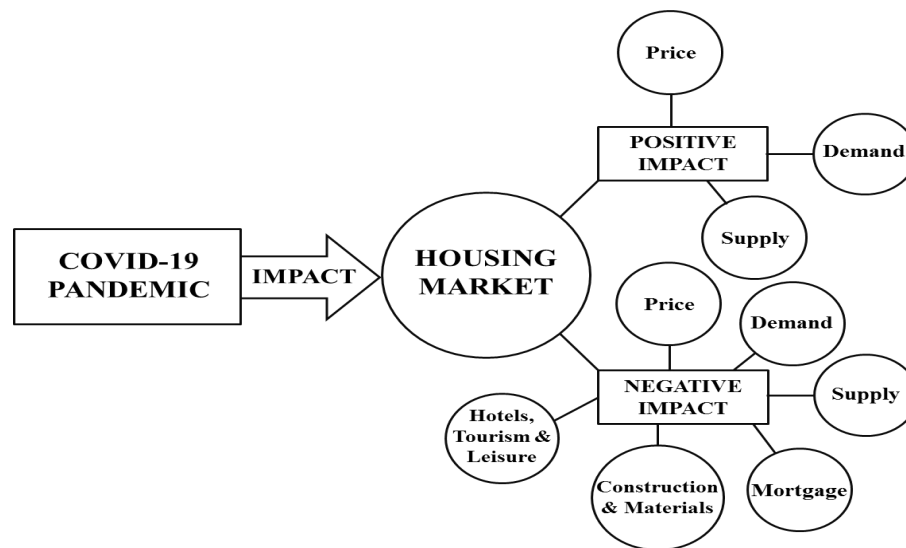 COVID-19
PANDEMIC
IMPACT
HOUSING
MARKET
Price
POSITIVE
IMPACT
Demand
Supply
Price
Demand
NEGATIVE
IMPACT
Supply
Hotels,
Tourism &
Leisure
Construction
& Materials
Mortgage